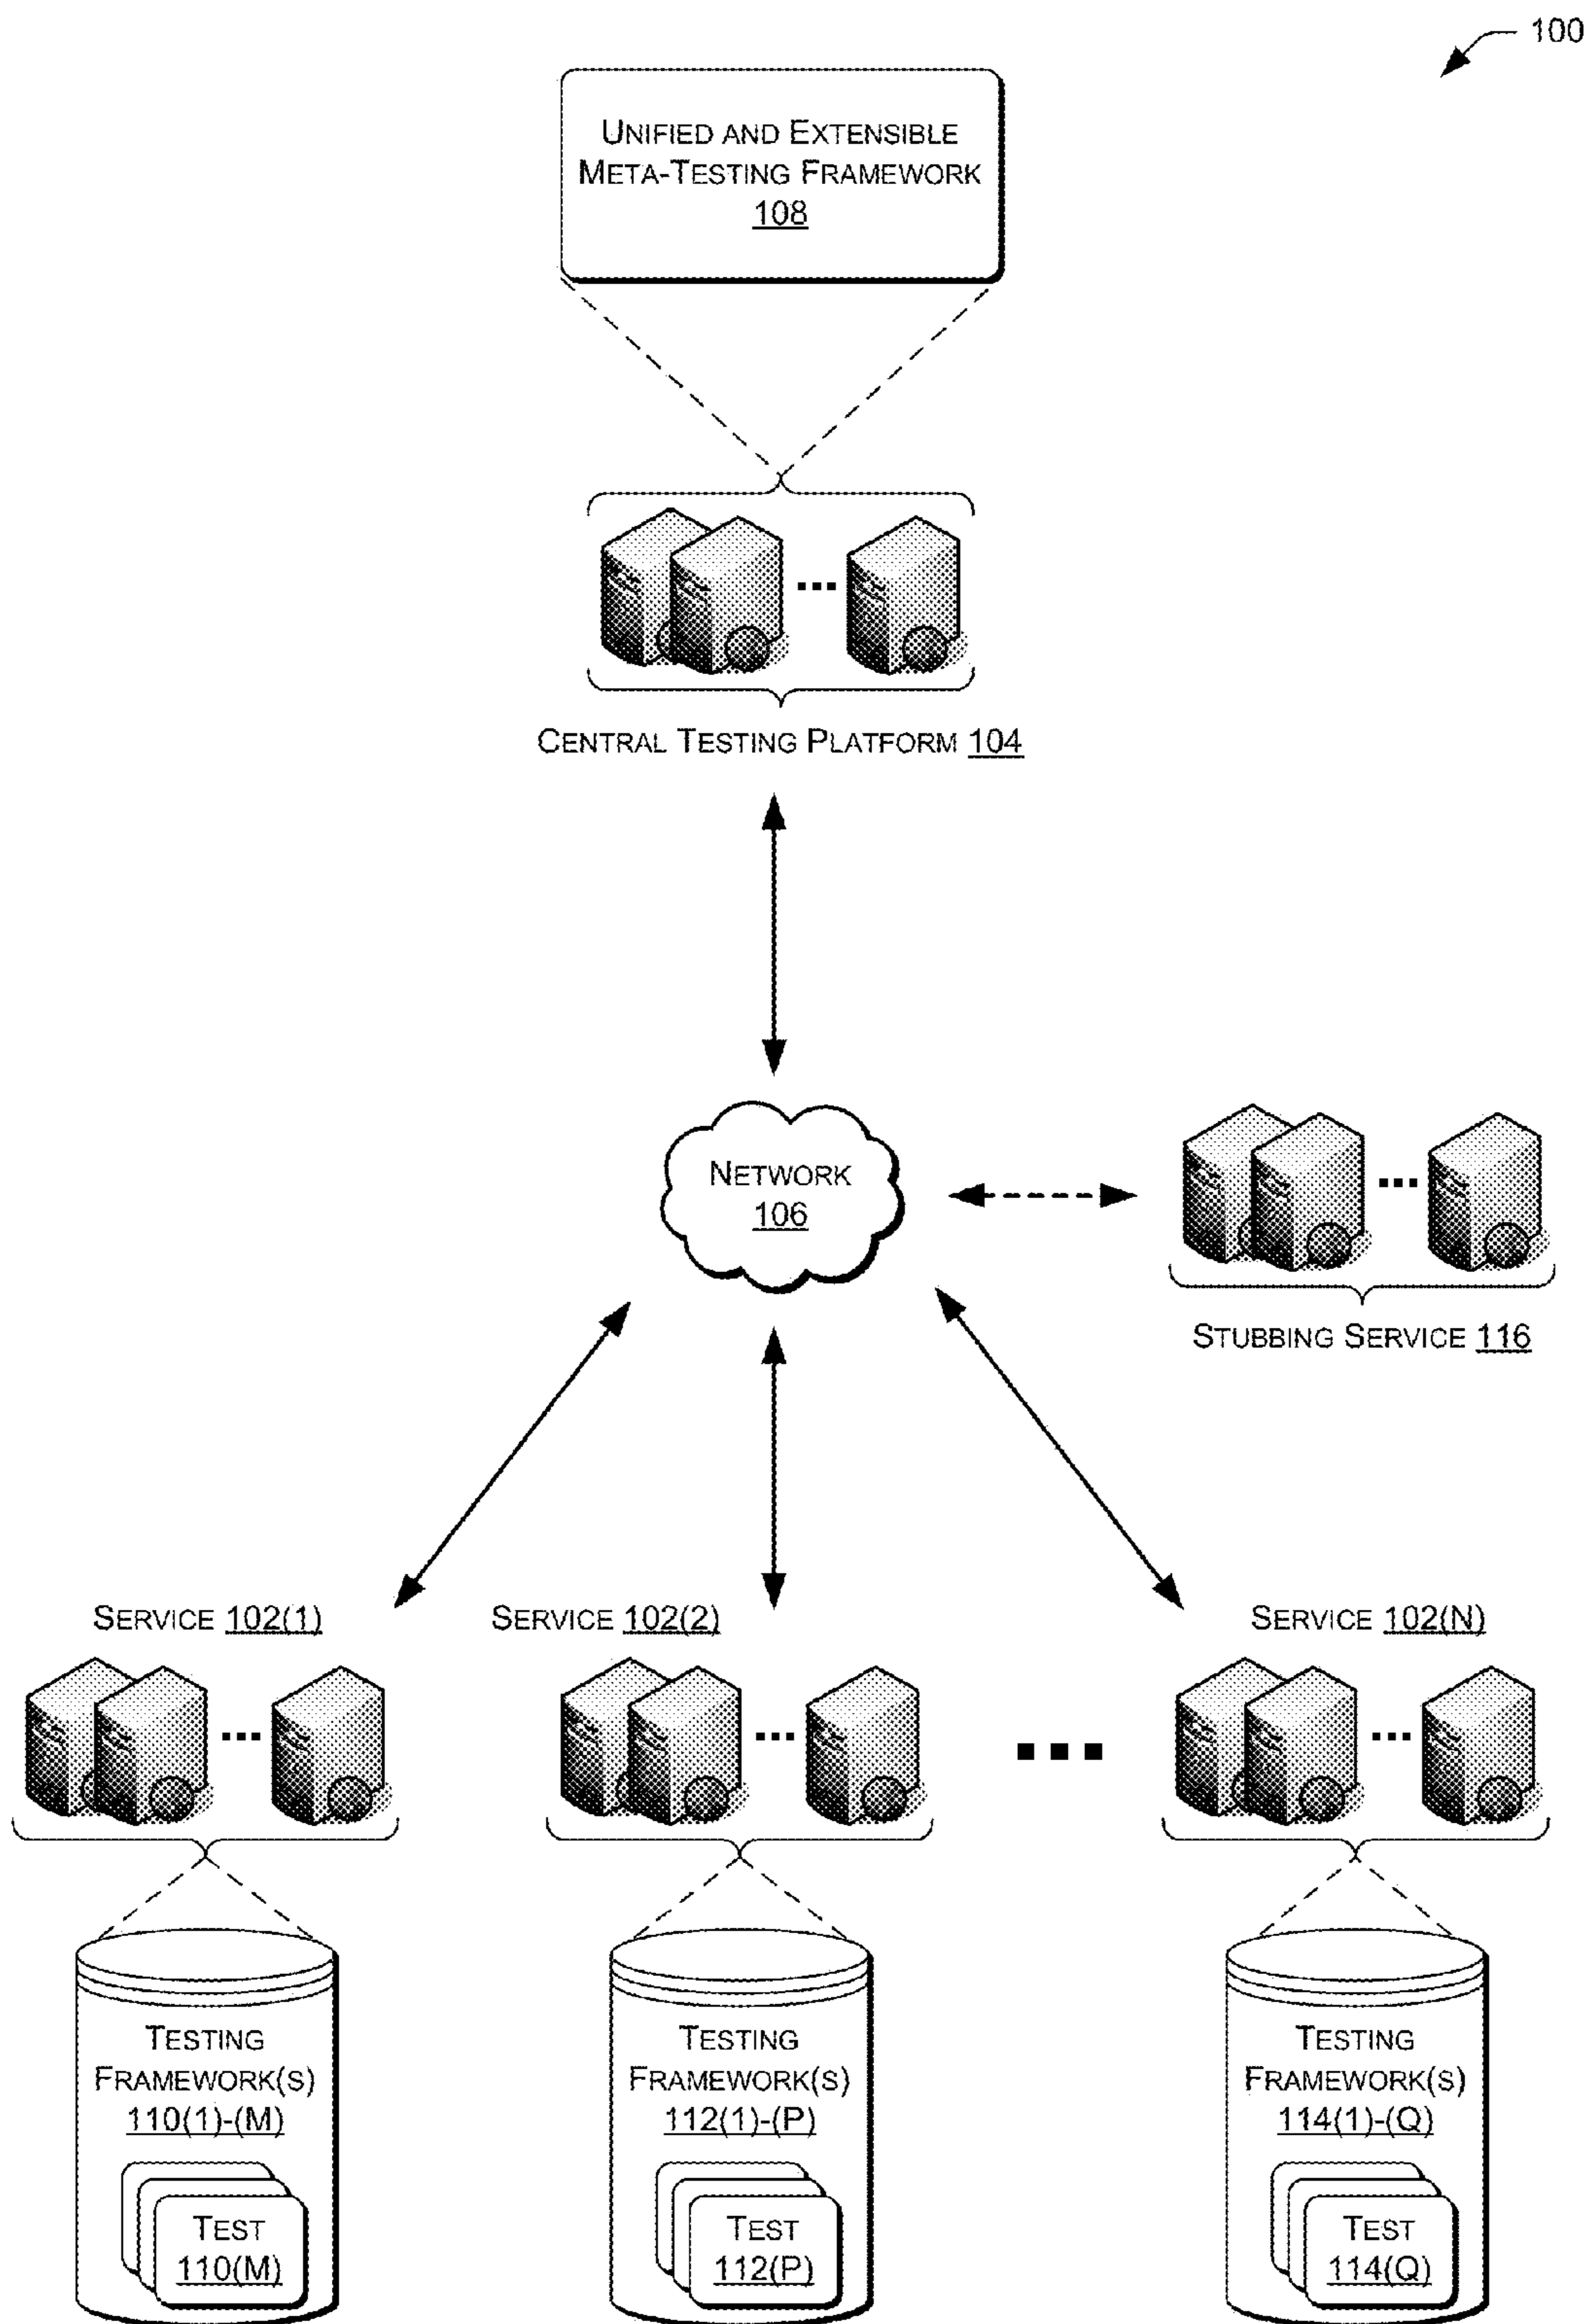 100
UNIFIED AND EXTENSIBLE
META-TESTING FRAMEWORK
108
CENTRAL TESTING PLATFORM 104
NETWORK
106
STUBBING SERVICE 116
SERVICE 102(1)
SERVICE 102(2)
SERVICE 102(N)
TESTING
FRAMEWORK(S)
110(1)-(M)
TEST
110(M)
TESTING
FRAMEWORK(S)
112(1)-(P)
TEST
112(P)
TESTING
FRAMEWORK(S)
114(1)-(Q)
TEST
114(Q)